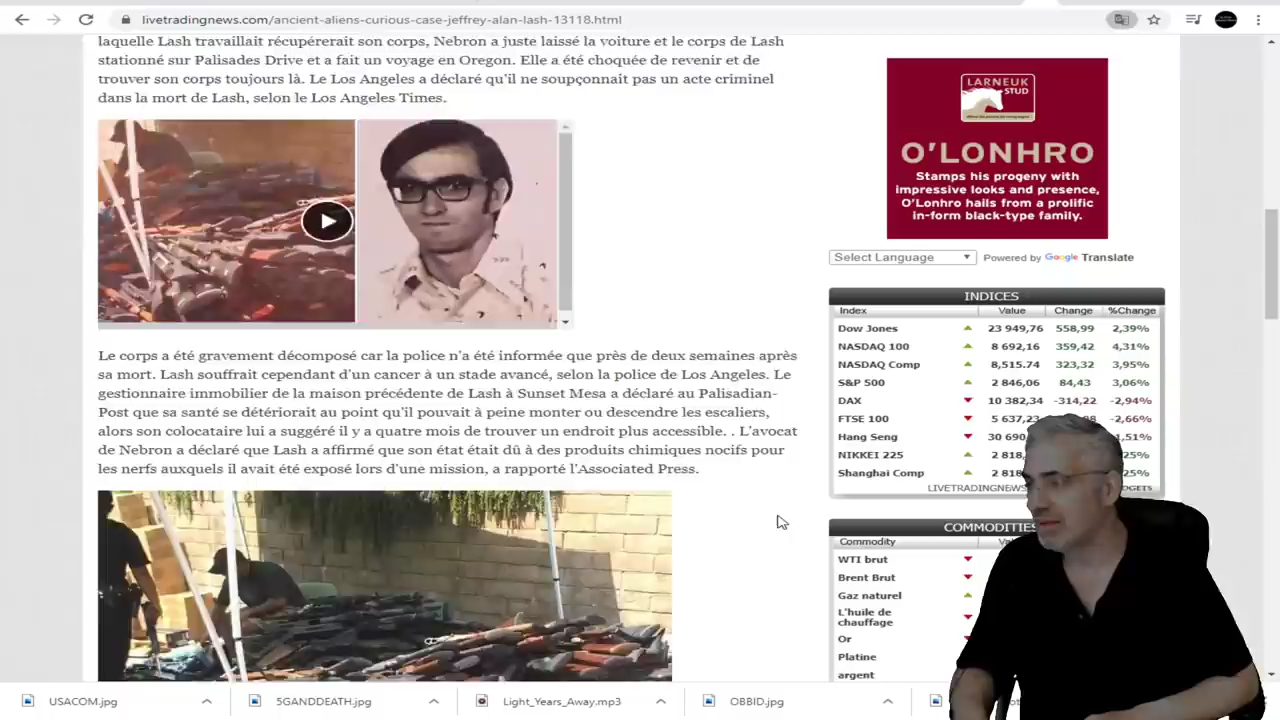 livetradingnews.com/ancient-aliens-curious-case-jeffrey-alan-lash-13118.html
laquelle Lash travaillait récupérerait son corps, Nebron a juste laissé la voiture et le corps de Lash
stationné sur Palisades Drive et a fait un voyage en Oregon. Elle a été choquée de revenir et de
trouver son corps toujours là. Le Los Angeles a déclaré qu'il ne soupçonnait pas un acte criminel
dans la mort de Lash, selon le Los Angeles Times.
Le corps a été gravement décomposé car la police n'a été informée que près de deux semaines après
sa mort. Lash souffrait cependant d'un cancer à un stade avancé, selon la police de Los Angeles. Le
gestionnaire immobilier de la maison précédente de Lash à Sunset Mesa a déclaré au Palisadian-
Post que sa santé se détériorait au point qu'il pouvait à peine monter ou descendre les escaliers,
alors son colocataire lui a suggéré il y a quatre mois de trouver un endroit plus accessible. . L'avocat
de Nebron a déclaré que Lash a affirmé que son état était dû à des produits chimiques nocifs pour
les nerfs auxquels il avait été exposé lors d'une mission, a rapporté l'Associated Press.
LARNEUK
STUD
O'LONHRO
Stamps his progeny with
impressive looks and presence,
O'Lonhro hails from a prolific
in-form black-type family.
Select Language Powered by Google Translate
INDICES
Index Value Change %Change
Dow Jones 23 949,76 558,99 2,39%
NASDAQ 100 8 692,16 359,42 4,31%
NASDAQ Comp 8,515.74 323,32 3,95%
S&P 500 2 846,06 84,43 3,06%
DAX 10 382,34 -314,22 -2,94%
FTSE 100 5 637,23 -2,66%
Hang Seng 30 690
NIKKEI 225 2 818,
Shanghai Comp 2 818
LIVETRADINGNEWS
COMMODITIES
Commodity
WTI brut
Brent Brut
Gaz naturel
L'huile de
chauffage
Or
Platine
argent
USACOM.jpg 5GANDDEATH.jpg Light_Years_Away.mp3 OBBID.jpg